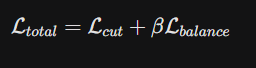 ℒ_total = ℒ_cut + βℒ_balance